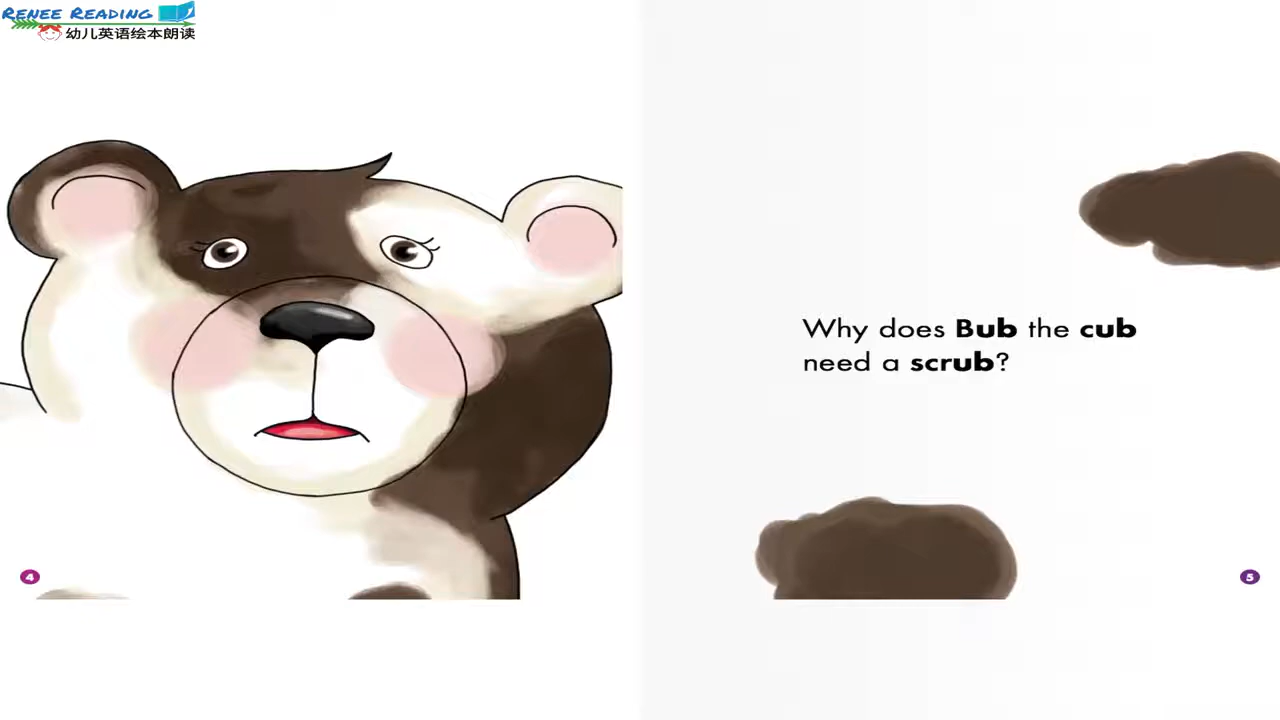 RENEE READING
幼儿英语绘本朗读
Why does Bub the cub
need a scrub?
4
5